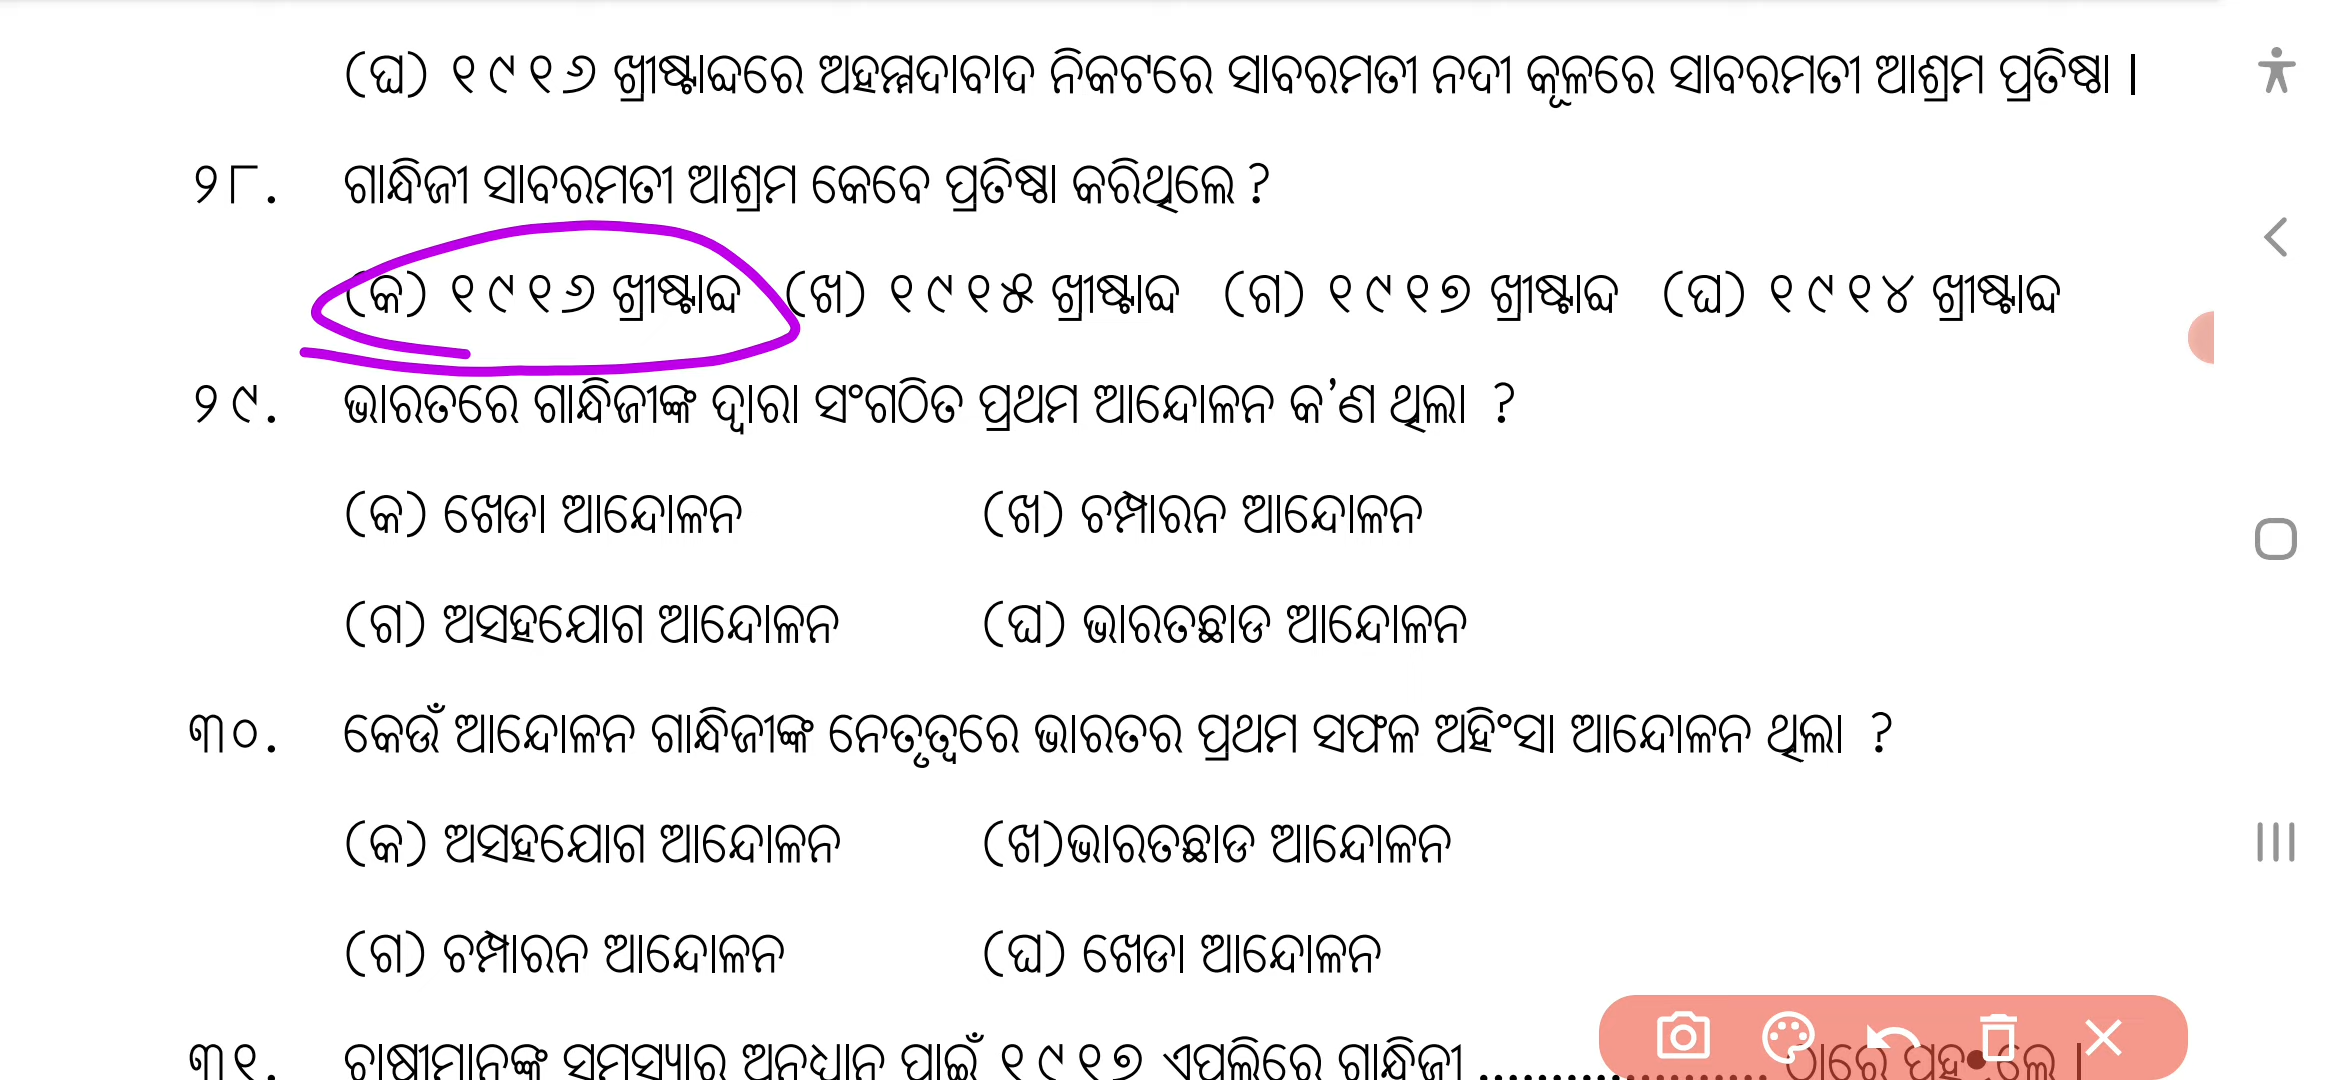 (ଘ) ୧୯୧୬ ଖ୍ରୀଷ୍ଟାବ୍ଦରେ ଅହମ୍ମଦାବାଦ ନିକଟରେ ସାବରମତୀ ନଦୀ କୂଳରେ ସାବରମତୀ ଆଶ୍ରମ ପ୍ରତିଷ୍ଠା ।
୨୮. ଗାନ୍ଧିଜୀ ସାବରମତୀ ଆଶ୍ରମ କେବେ ପ୍ରତିଷ୍ଠା କରିଥିଲେ ?
(କ) ୧୯୧୬ ଖ୍ରୀଷ୍ଟାବ୍ଦ (ଖ) ୧୯୧୫ ଖ୍ରୀଷ୍ଟାବ୍ଦ (ଗ) ୧୯୧୭ ଖ୍ରୀଷ୍ଟାବ୍ଦ (ଘ) ୧୯୧୪ ଖ୍ରୀଷ୍ଟାବ୍ଦ
୨୯. ଭାରତରେ ଗାନ୍ଧିଜୀଙ୍କ ଦ୍ୱାରା ସଂଗଠିତ ପ୍ରଥମ ଆନ୍ଦୋଳନ କ'ଣ ଥିଲା ?
(କ) ଖେଡା ଆନ୍ଦୋଳନ (ଖ) ଚମ୍ପାରନ ଆନ୍ଦୋଳନ
(ଗ) ଅସହଯୋଗ ଆନ୍ଦୋଳନ (ଘ) ଭାରତଛାଡ ଆନ୍ଦୋଳନ
୩୦. କେଉଁ ଆନ୍ଦୋଳନ ଗାନ୍ଧିଜୀଙ୍କ ନେତୃତ୍ୱରେ ଭାରତର ପ୍ରଥମ ସଫଳ ଅହିଂସା ଆନ୍ଦୋଳନ ଥିଲା ?
(କ) ଅସହଯୋଗ ଆନ୍ଦୋଳନ (ଖ)ଭାରତଛାଡ ଆନ୍ଦୋଳନ
(ଗ) ଚମ୍ପାରନ ଆନ୍ଦୋଳନ (ଘ) ଖେଡା ଆନ୍ଦୋଳନ
୩୧. ଚାଷୀମାନଙ୍କ ସମସ୍ୟାର ଅନୁଧ୍ୟାନ ପାଇଁ ୧୯୧୭ ଏପ୍ରିଲରେ ଗାନ୍ଧିଜୀ .................... ଠାରେ